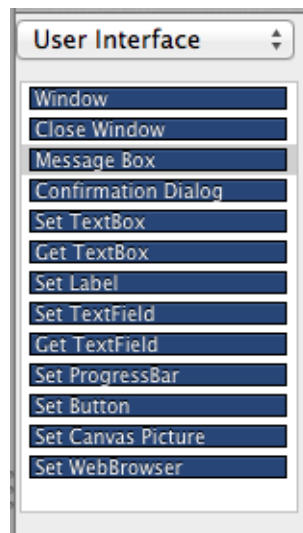 User Interface
Window
Close Window
Message Box
Confirmation Dialog
Set TextBox
Get TextBox
Set Label
Set TextField
Get TextField
Set ProgressBar
Set Button
Set Canvas Picture
Set WebBrowser